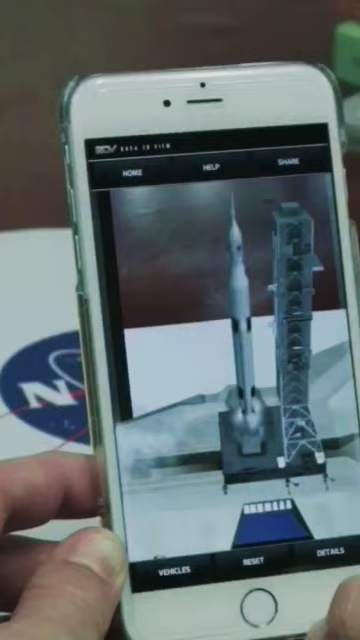 NASA 3D VIEW
HOME
HELP
SHARE
N
VEHICLES
RESET
DETAILS